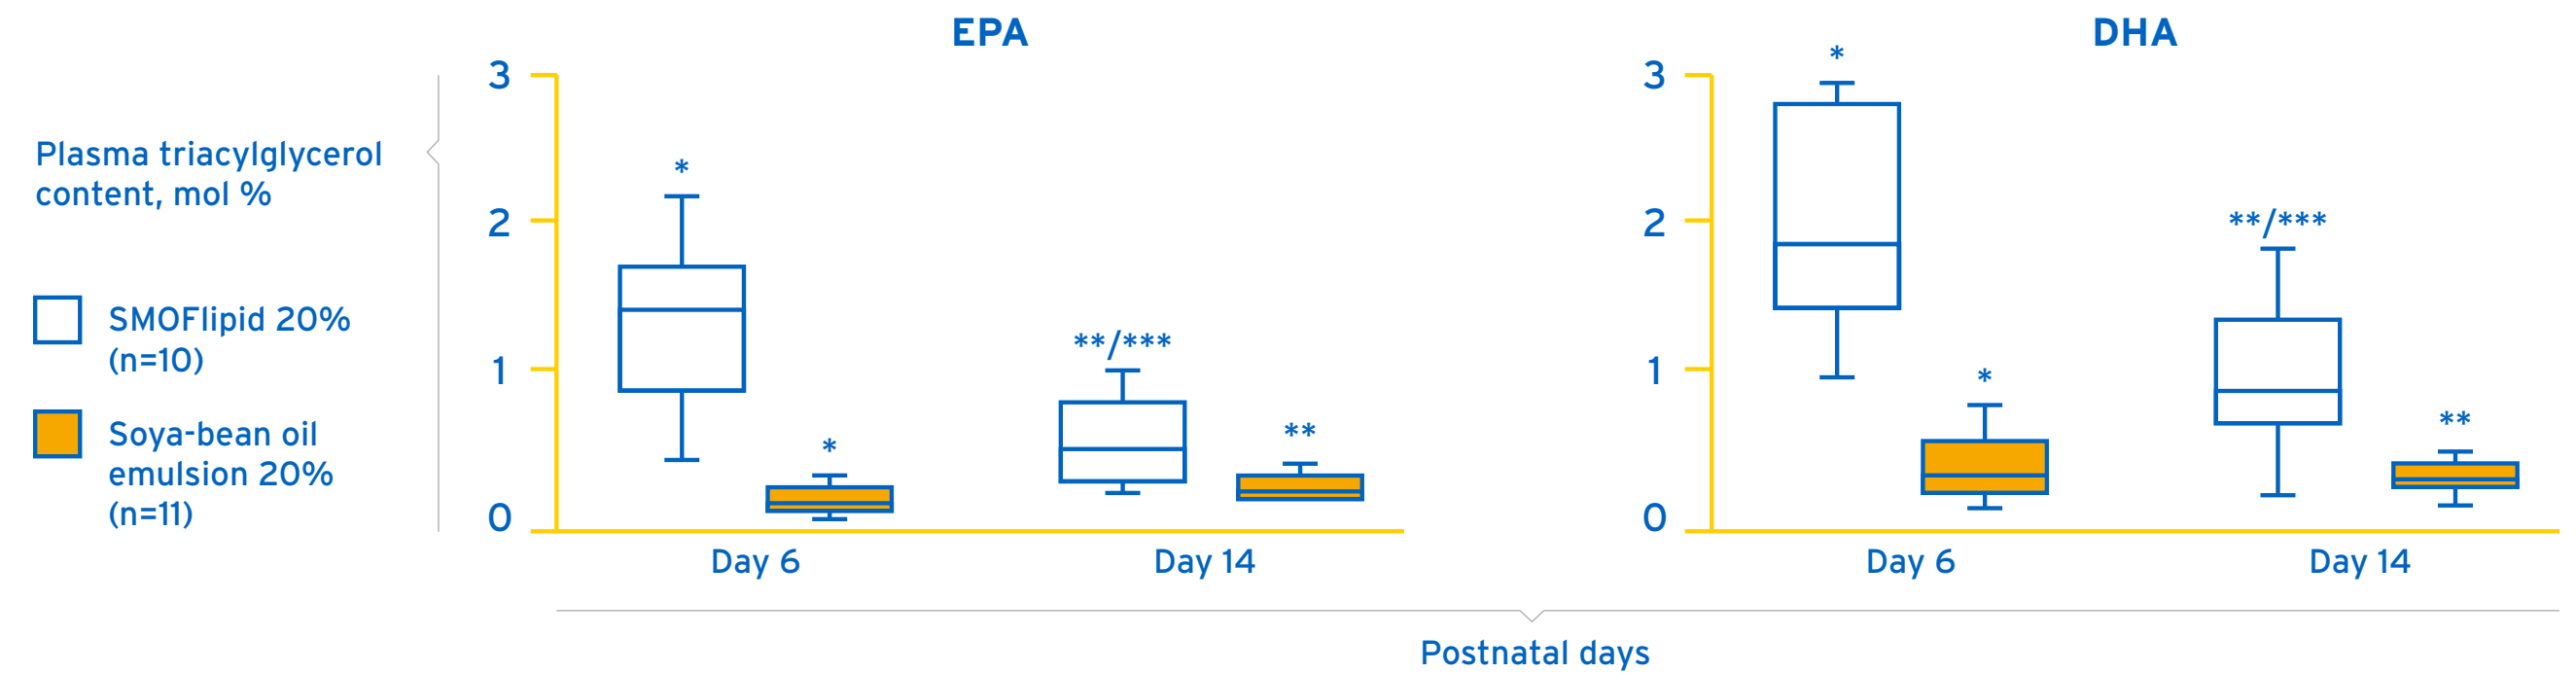 EPA
DHA
Plasma triacylglycerol
content, mol %
SMOFlipid 20%
(n=10)
Soya-bean oil
emulsion 20%
(n=11)
3
2
1
0
*
*
**/***
**
Day 6
Day 14
3
2
1
0
*
*
**/***
**
Day 6
Day 14
Postnatal days